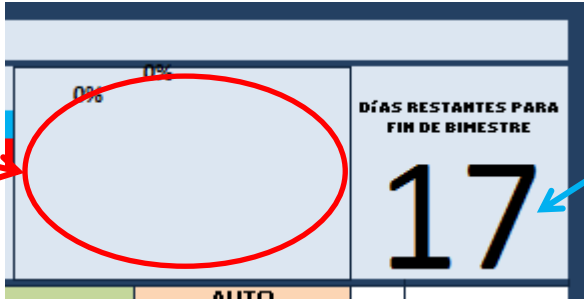 0%
0%
DÍAS RESTANTES PARA
FIN DE BIMESTRE
17
AUTO